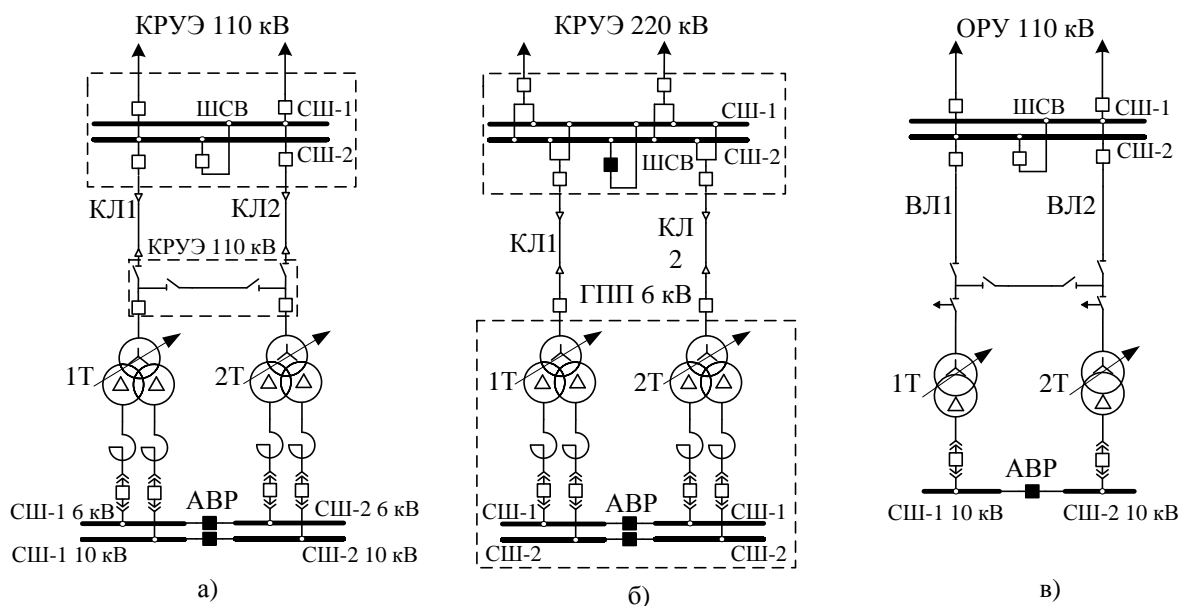 КРУЭ 110 кВ
ШСВ
СШ-1
СШ-2
КЛ1
КЛ2
КРУЭ 110 кВ
1Т
2Т
АВР
СШ-1 6 кВ
СШ-2 6 кВ
СШ-1 10 кВ
СШ-2 10 кВ
а)
КРУЭ 220 кВ
СШ-1
ШСВ
СШ-2
КЛ1
КЛ
2
ГПП 6 кВ
1Т
2Т
АВР
СШ-1
СШ-1
СШ-2
СШ-2
б)
ОРУ 110 кВ
ШСВ
СШ-1
СШ-2
ВЛ1
ВЛ2
1Т
2Т
АВР
СШ-1 10 кВ
СШ-2 10 кВ
в)